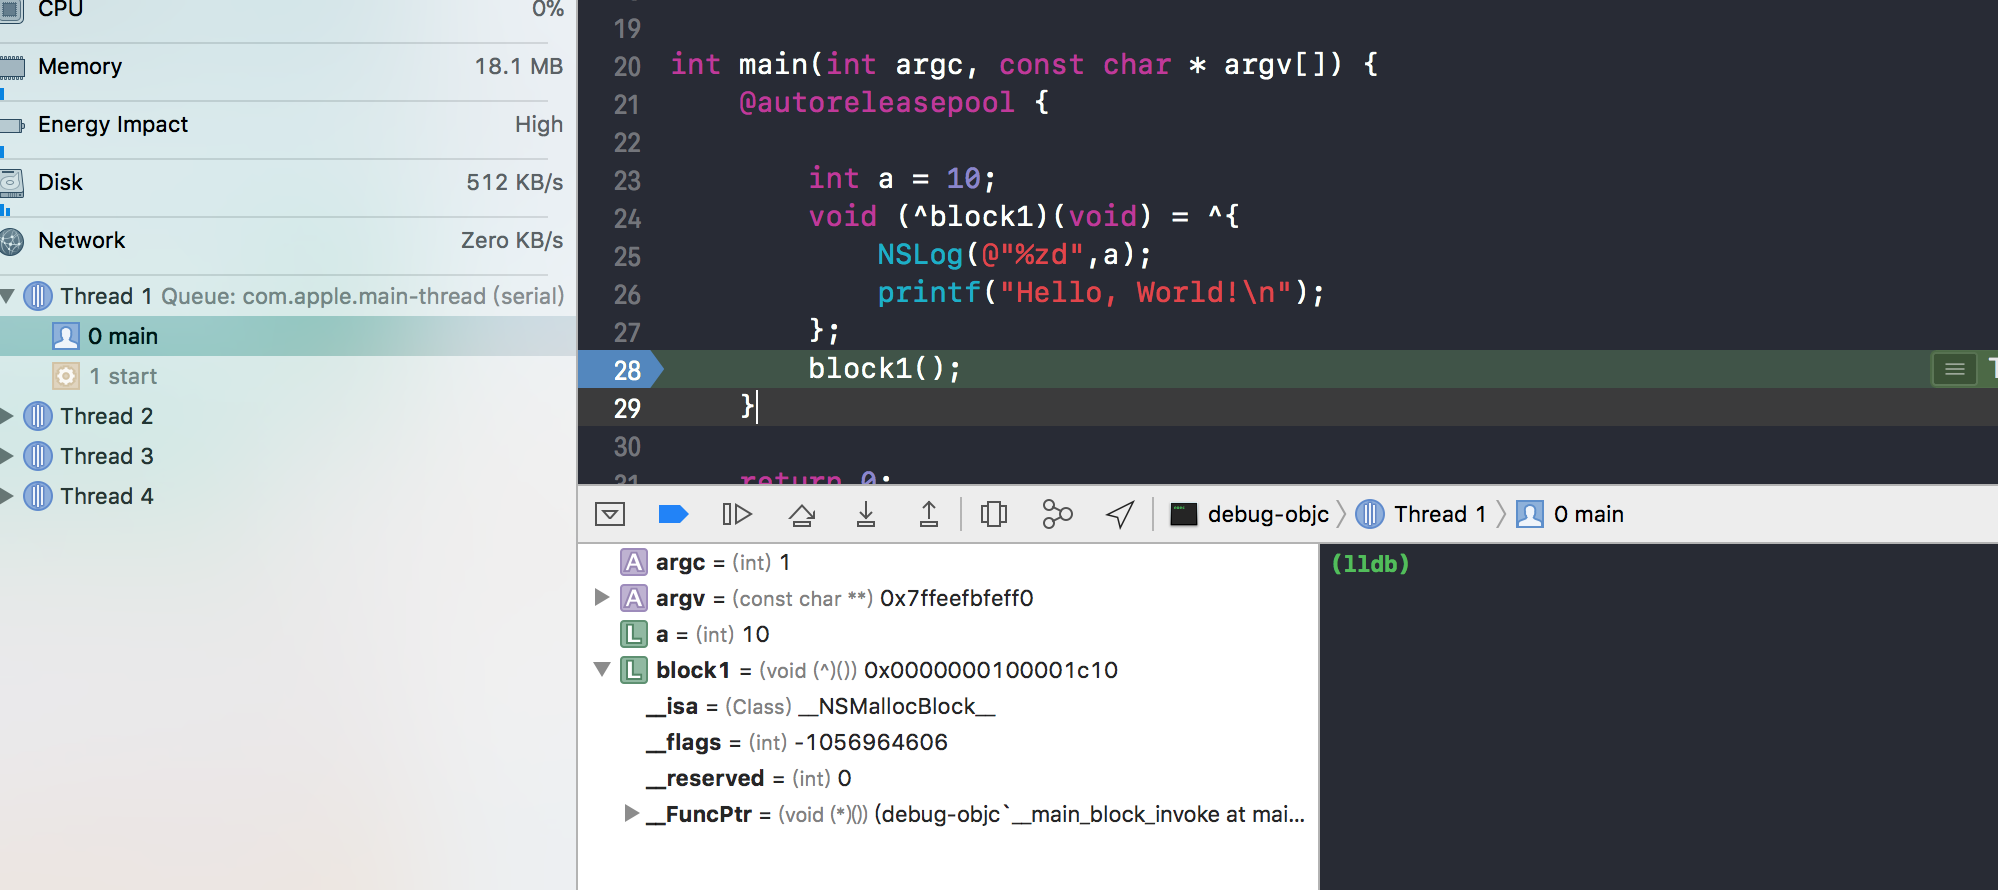 CPU 0%
Memory 18.1 MB
Energy Impact High
Disk 512 KB/s
Network Zero KB/s
Thread 1 Queue: com.apple.main-thread (serial)
0 main
1 start
Thread 2
Thread 3
Thread 4
19
20 int main(int argc, const char * argv[]) {
21 @autoreleasepool {
22
23 int a = 10;
24 void (^block1)(void) = ^{
25 NSLog(@"%zd",a);
26 printf("Hello, World!\n");
27 };
28 block1();
29 }
30
31 return 0;
debug-objc Thread 1 0 main
A argc = (int) 1
A argv = (const char **) 0x7ffeefbfeff0
L a = (int) 10
L block1 = (void (^)()) 0x0000000100001c10
__isa = (Class) __NSMallocBlock__
__flags = (int) -1056964606
__reserved = (int) 0
__FuncPtr = (void (*)()) (debug-objc`__main_block_invoke at mai...
(lldb)